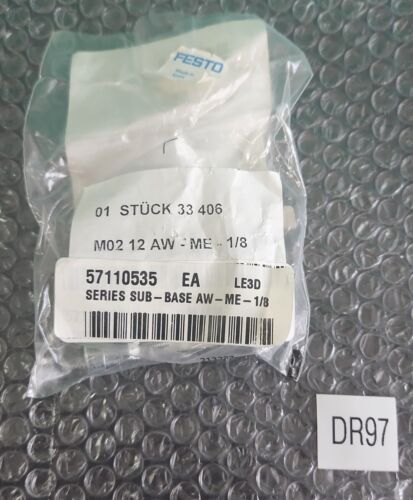 FESTO
01 STÜCK 33 406
M02 12 AW - ME - 1/8
57110535 EA LE3D
SERIES SUB-BASE AW-ME-1/8
DR97